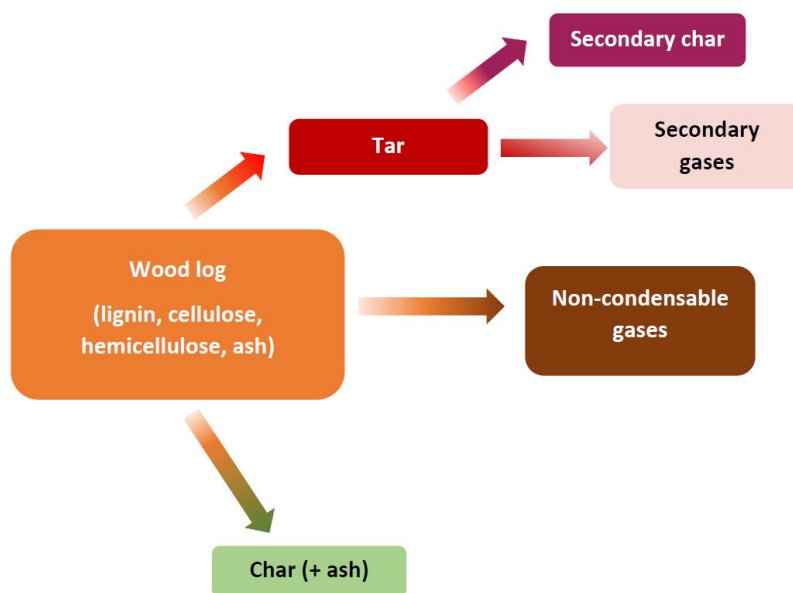 Secondary char
Tar
Secondary
gases
Wood log
(lignin, cellulose,
hemicellulose, ash)
Non-condensable
gases
Char (+ ash)